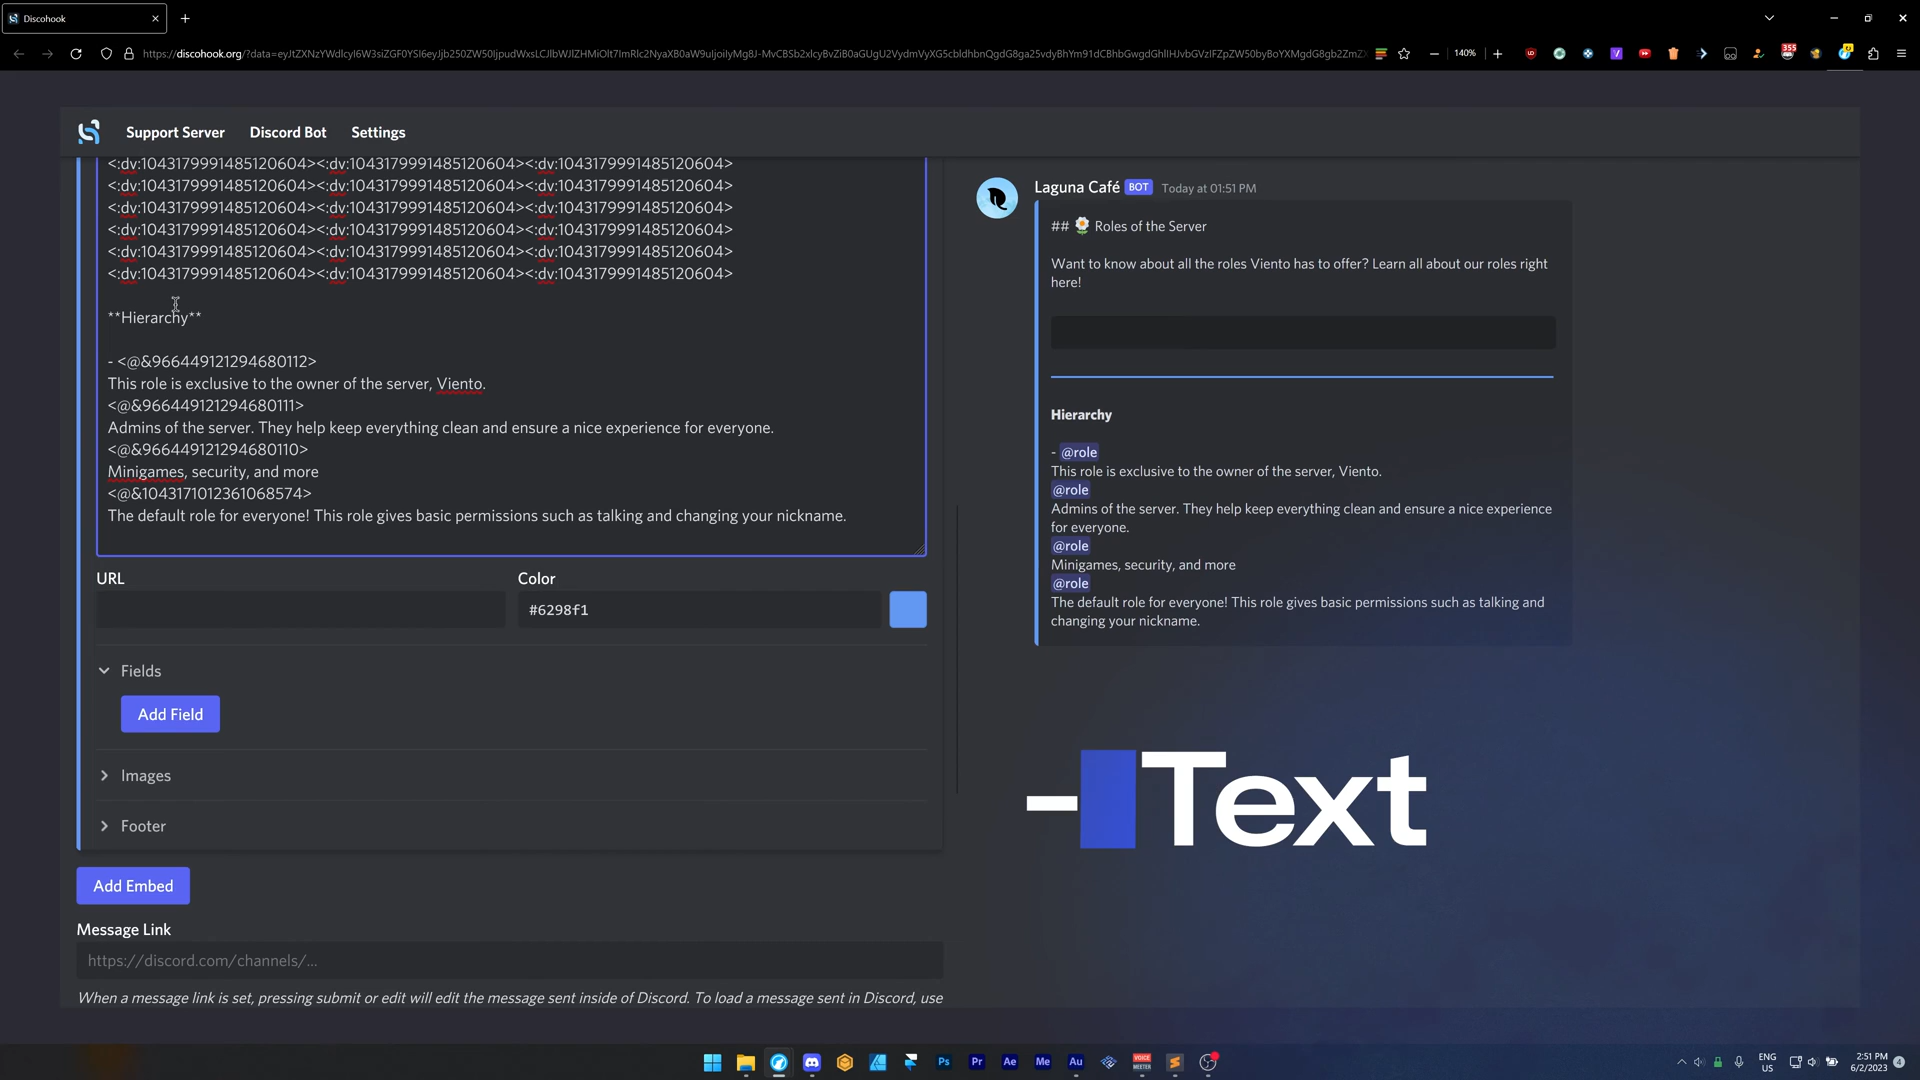 Discohook
https://discohook.org/?data=
140%
355
Support Server
Discord Bot
Settings
<:dv:1043179991485120604><:dv:1043179991485120604><:dv:1043179991485120604>
<:dv:1043179991485120604><:dv:1043179991485120604><:dv:1043179991485120604>
<:dv:1043179991485120604><:dv:1043179991485120604><:dv:1043179991485120604>
<:dv:1043179991485120604><:dv:1043179991485120604><:dv:1043179991485120604>
<:dv:1043179991485120604><:dv:1043179991485120604><:dv:1043179991485120604>
<:dv:1043179991485120604><:dv:1043179991485120604><:dv:1043179991485120604>
**Hierarchy**
- <@&966449121294680112>
This role is exclusive to the owner of the server, Viento.
<@&966449121294680111>
Admins of the server. They help keep everything clean and ensure a nice experience for everyone.
<@&966449121294680110>
Minigames, security, and more
<@&1043171012361068574>
The default role for everyone! This role gives basic permissions such as talking and changing your nickname.
URL
Color
#6298f1
Fields
Add Field
Images
Footer
Add Embed
Message Link
https://discord.com/channels/...
When a message link is set, pressing submit or edit will edit the message sent inside of Discord. To load a message sent in Discord, use
Laguna Café BOT Today at 01:51 PM
## Roles of the Server
Want to know about all the roles Viento has to offer? Learn all about our roles right
here!
Hierarchy
- @role
This role is exclusive to the owner of the server, Viento.
@role
Admins of the server. They help keep everything clean and ensure a nice experience
for everyone.
@role
Minigames, security, and more
@role
The default role for everyone! This role gives basic permissions such as talking and
changing your nickname.
- Text
Ps
Pr
Ae
Me
Au
VOICE
MEETER
ENG
US
2:51 PM
6/2/2023
4